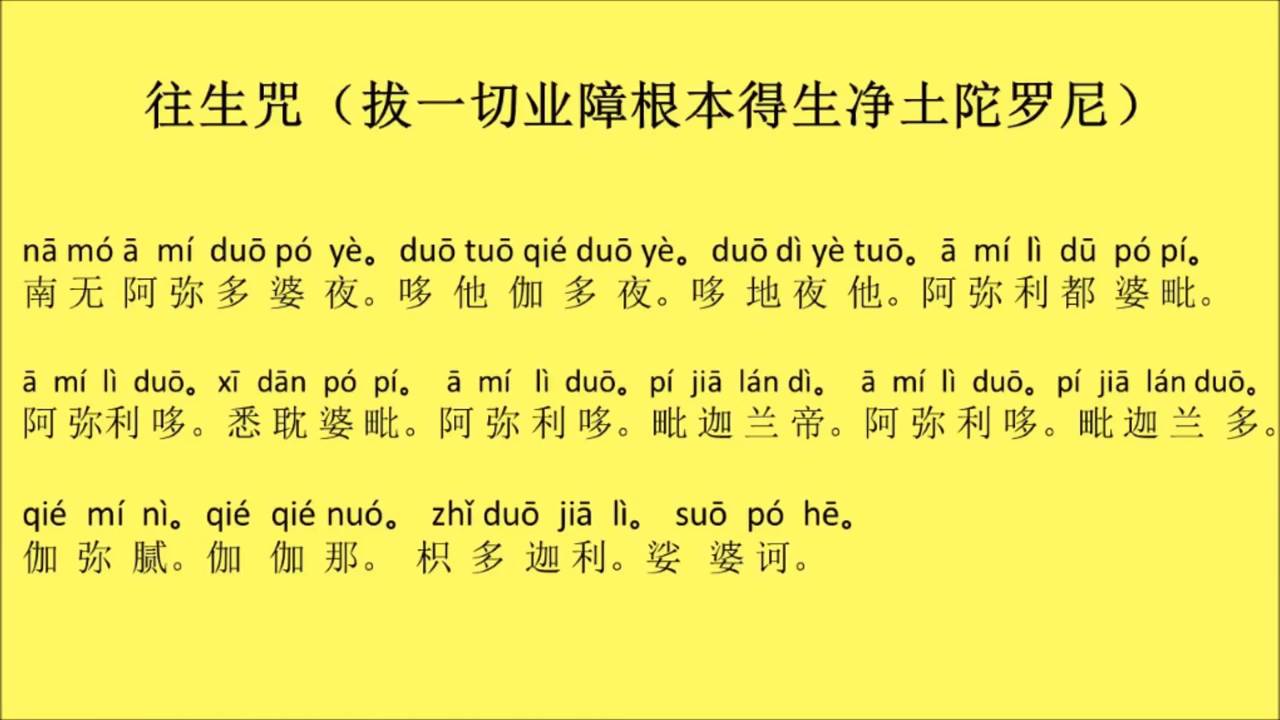 往生咒（拔一切业障根本得生净土陀罗尼）
nā mó ā mí duō pó yè。duō tuō qié duō yè。duō dì yè tuō。ā mí lì dū pó pí。
南无阿弥多婆夜。哆他伽多夜。哆地夜他。阿弥利都婆毗。
ā mí lì duō。xī dān pó pí。ā mí lì duō。pí jiā lán dì。ā mí lì duō。pí jiā lán duō。
阿弥利哆。悉耽婆毗。阿弥利哆。毗迦兰帝。阿弥利哆。毗迦兰多。
qié mí nì。qié qié nuó。zhǐ duō jiā lì。suō pó hē。
伽弥腻。伽伽那。枳多迦利。娑婆诃。